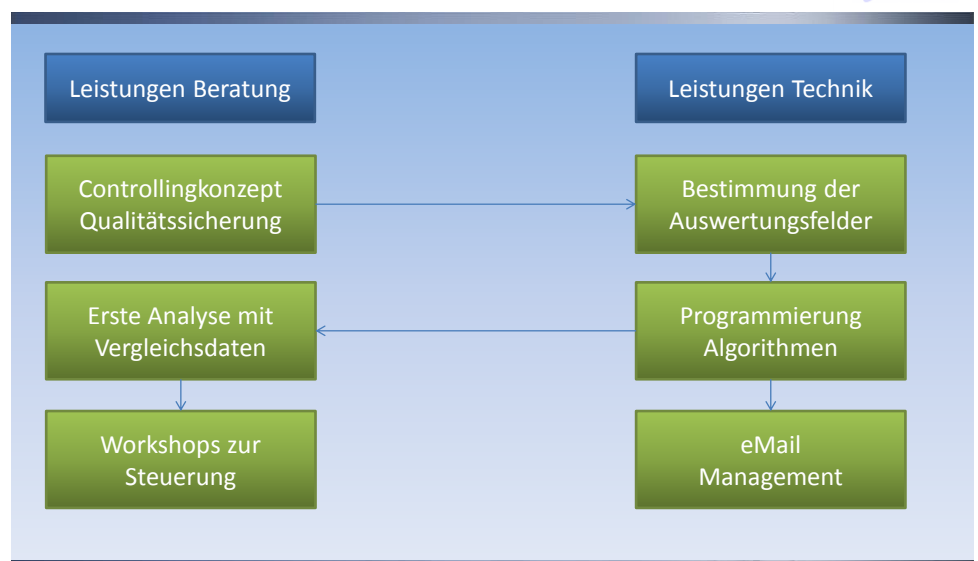 Leistungen Beratung
Leistungen Technik
Controllingkonzept
Qualitätssicherung
Bestimmung der
Auswertungsfelder
Erste Analyse mit
Vergleichsdaten
Programmierung
Algorithmen
Workshops zur
Steuerung
eMail
Management